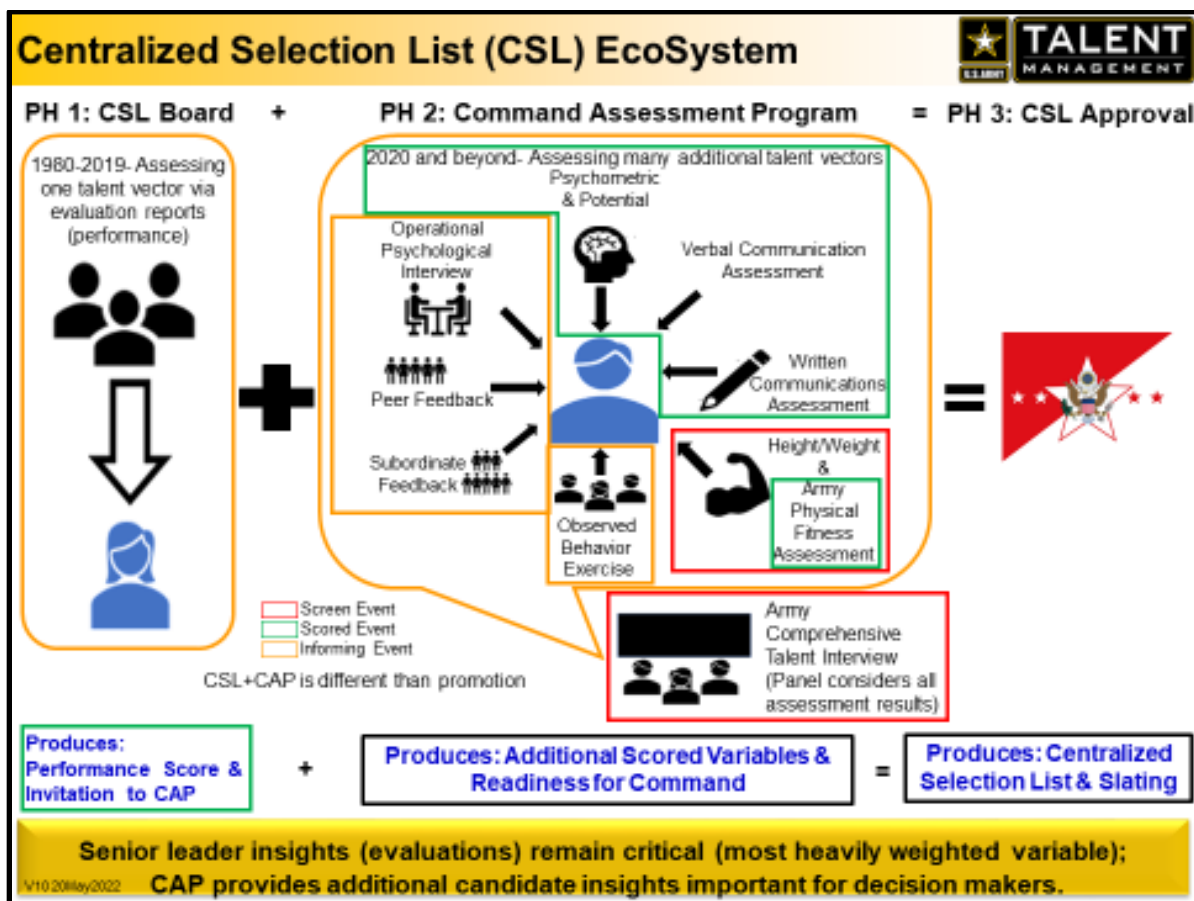 Centralized Selection List (CSL) EcoSystem
U.S. ARMY
TALENT
MANAGEMENT
PH 1: CSL Board + PH 2: Command Assessment Program = PH 3: CSL Approval
1980-2019- Assessing
one talent vector via
evaluation reports
(performance)
2020 and beyond- Assessing many additional talent vectors
Psychometric
& Potential
Operational
Psychological
Interview
Verbal Communication
Assessment
Peer Feedback
Written
Communications
Assessment
Subordinate
Feedback
Observed
Behavior
Exercise
Height/Weight
&
Army
Physical
Fitness
Assessment
Screen Event
Scored Event
Informing Event
CSL+CAP is different than promotion
Army
Comprehensive
Talent Interview
(Panel considers all
assessment results)
Produces:
Performance Score &
Invitation to CAP
+
Produces: Additional Scored Variables &
Readiness for Command
=
Produces: Centralized
Selection List & Slating
Senior leader insights (evaluations) remain critical (most heavily weighted variable);
CAP provides additional candidate insights important for decision makers.
V10 20May2022